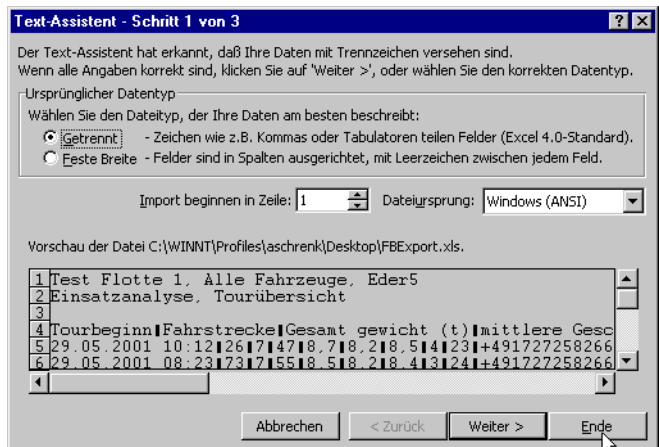 Text-Assistent - Schritt 1 von 3
Der Text-Assistent hat erkannt, daß Ihre Daten mit Trennzeichen versehen sind.
Wenn alle Angaben korrekt sind, klicken Sie auf 'Weiter >', oder wählen Sie den korrekten Datentyp.
Ursprünglicher Datentyp
Wählen Sie den Dateityp, der Ihre Daten am besten beschreibt:
Getrennt - Zeichen wie z.B. Kommas oder Tabulatoren teilen Felder (Excel 4.0-Standard).
Feste Breite - Felder sind in Spalten ausgerichtet, mit Leerzeichen zwischen jedem Feld.
Import beginnen in Zeile: 1 Dateiursprung: Windows (ANSI)
Vorschau der Datei C:\WINNT\Profiles\aschrenk\Desktop\FBExport.xls.
1 Test Flotte 1, Alle Fahrzeuge, Eder5
2 Einsatzanalyse, Tourübersicht
3
4 Tourbeginn|Fahrstrecke|Gesamt gewicht (t)|mittlere Gesc
5 29.05.2001 10:12|26|7|47|8,7|8,2|8,5|4|23|+491727258266
6 29.05.2001 08:23|73|7|55|8,5|8,2|8,4|3|24|+491727258266
Abbrechen < Zurück Weiter > Ende